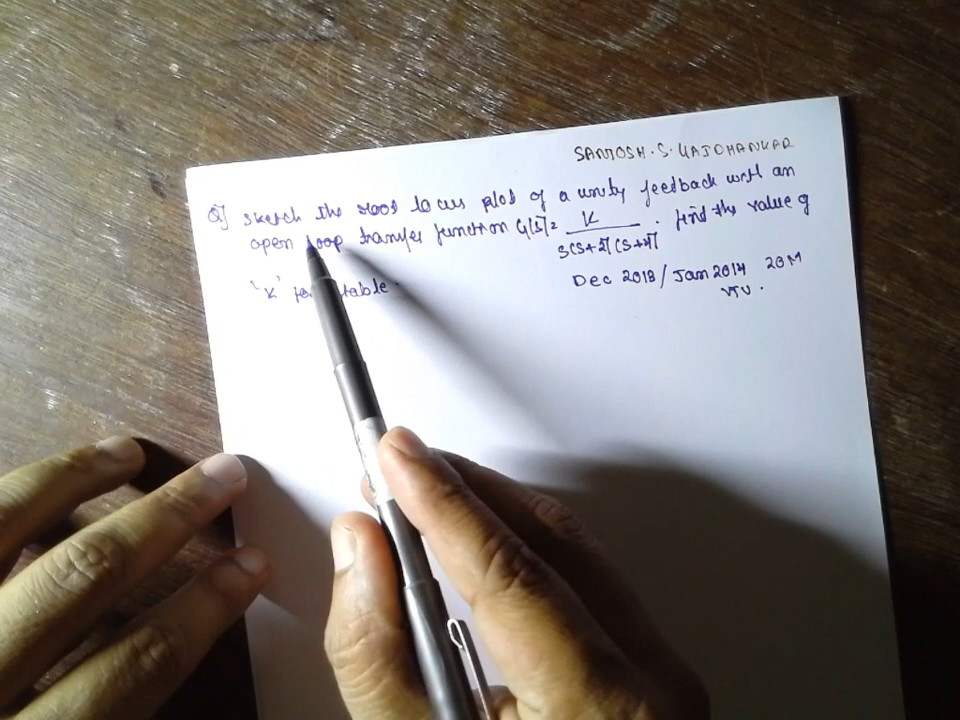 SANTOSH.S.GAJDHANKAR
Q] sketch the root locus plot of a unity feedback with an
open loop transfer function G[S]= K / S(S+2)(S+4) . find the value of
'K' for stable.
Dec 2013/Jan 2014 20M
VTU.